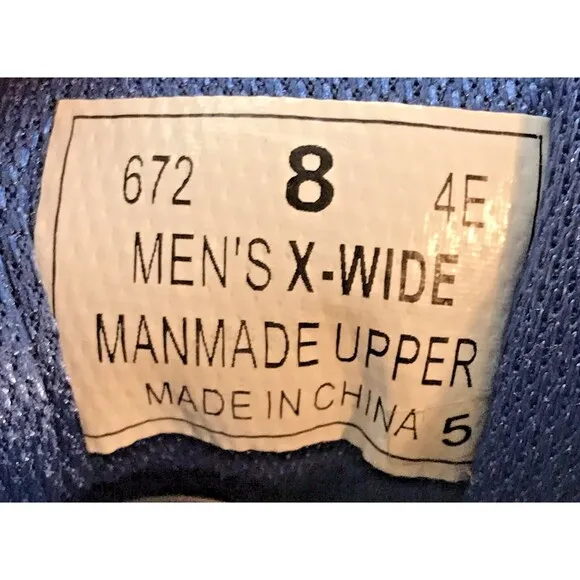 672 8 4E
MEN'S X-WIDE
MANMADE UPPER
MADE IN CHINA 5